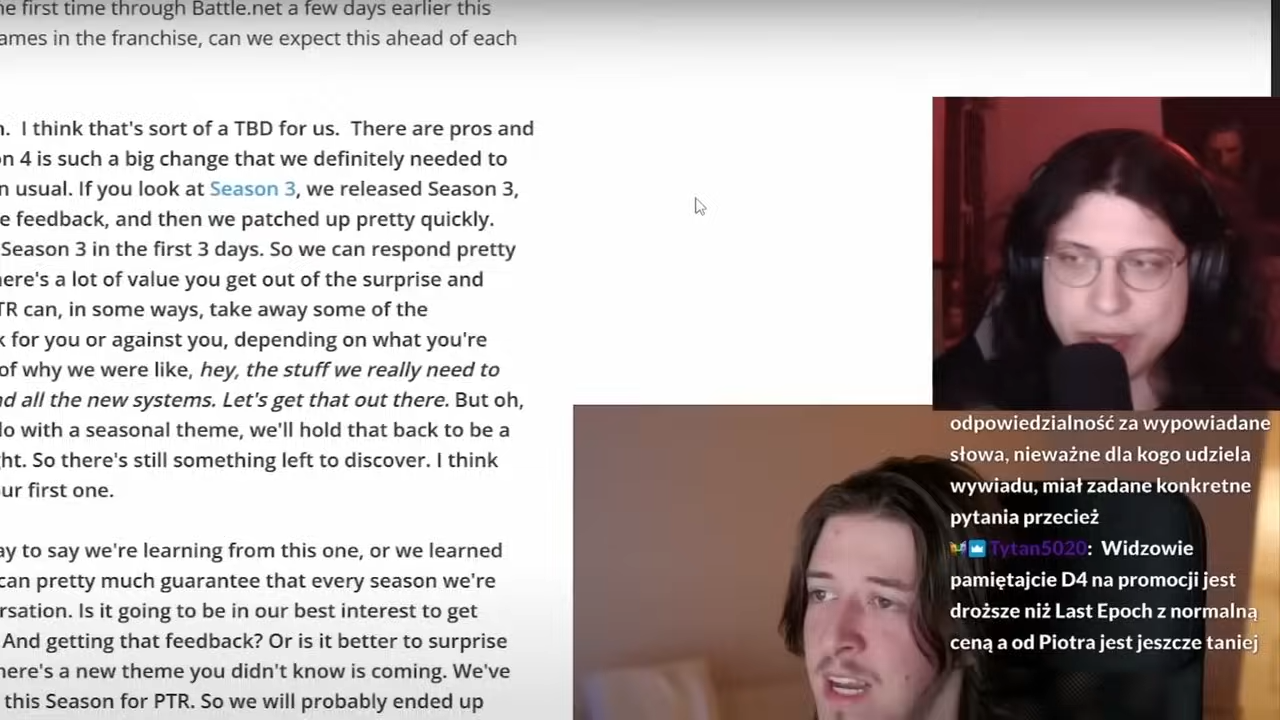 ne first time through Battle.net a few days earlier this
ames in the franchise, can we expect this ahead of each
n. I think that's sort of a TBD for us. There are pros and
on 4 is such a big change that we definitely needed to
n usual. If you look at Season 3, we released Season 3,
e feedback, and then we patched up pretty quickly.
Season 3 in the first 3 days. So we can respond pretty
here's a lot of value you get out of the surprise and
TR can, in some ways, take away some of the
k for you or against you, depending on what you're
of why we were like, hey, the stuff we really need to
nd all the new systems. Let's get that out there. But oh,
do with a seasonal theme, we'll hold that back to be a
ght. So there's still something left to discover. I think
our first one.
ay to say we're learning from this one, or we learned
can pretty much guarantee that every season we're
ersation. Is it going to be in our best interest to get
And getting that feedback? Or is it better to surprise
here's a new theme you didn't know is coming. We've
this Season for PTR. So we will probably ended up
odpowiedzialność za wypowiadane
słowa, nieważne dla kogo udziela
wywiadu, miał zadane konkretne
pytania przecież
Tytan5020: Widzowie
pamiętajcie D4 na promocji jest
droższe niż Last Epoch z normalną
ceną a od Piotra jest jeszcze taniej